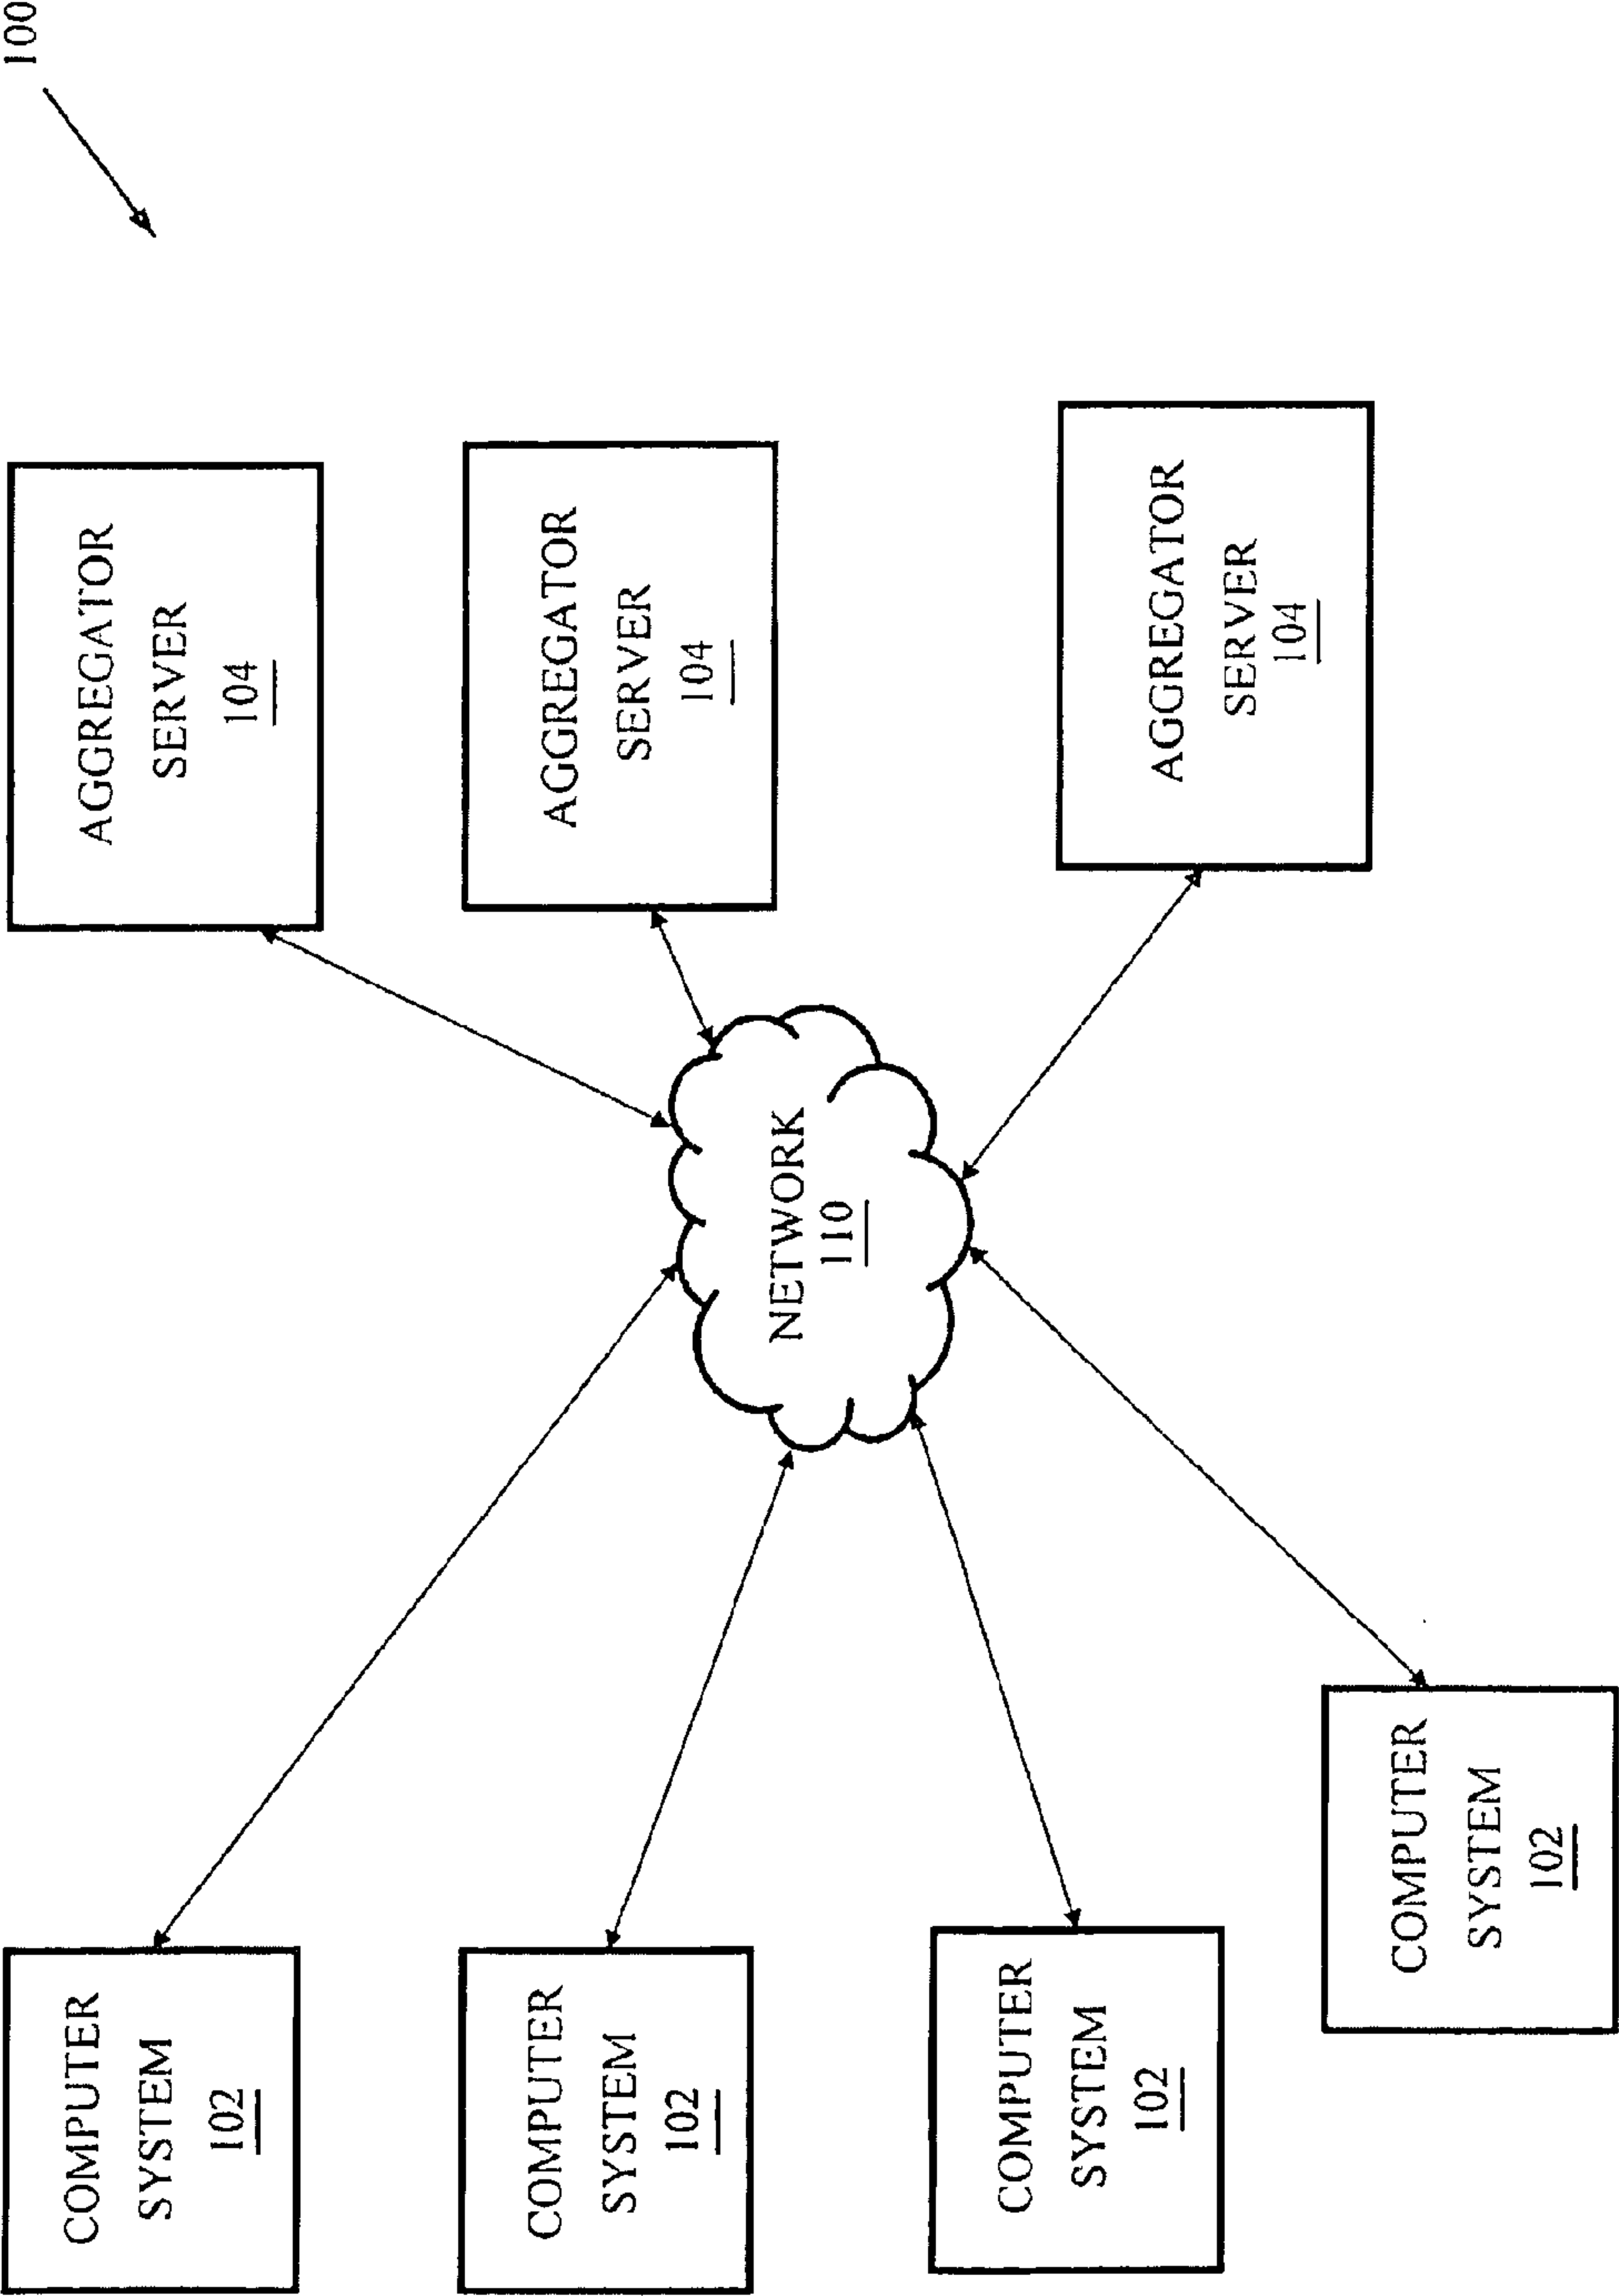 100
AGGREGATOR
SERVER
104
AGGREGATOR
SERVER
104
AGGREGATOR
SERVER
104
NETWORK
110
COMPUTER
SYSTEM
102
COMPUTER
SYSTEM
102
COMPUTER
SYSTEM
102
COMPUTER
SYSTEM
102